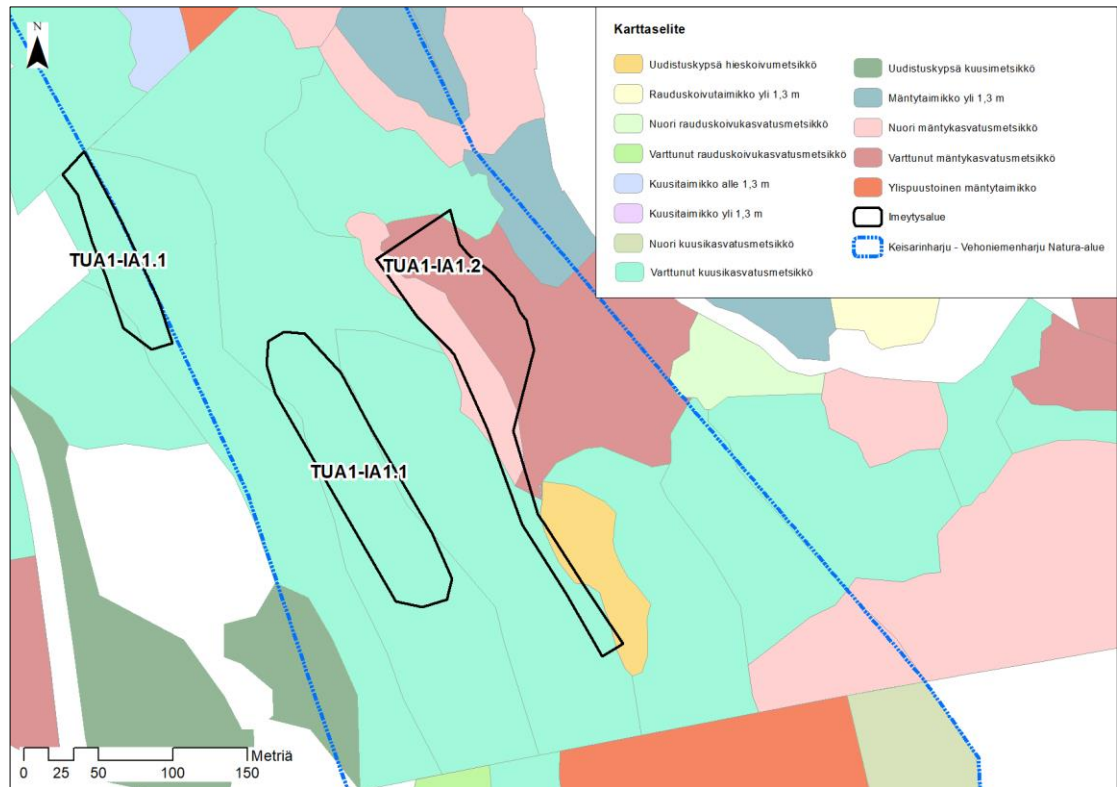 N
Karttaselite
Uudistuskypsä hieskoivumetsikkö
Rauduskoivutaimikko yli 1,3 m
Nuori rauduskoivukasvatusmetsikkö
Varttunut rauduskoivukasvatusmetsikkö
Kuusitaimikko alle 1,3 m
Kuusitaimikko yli 1,3 m
Nuori kuusikasvatusmetsikkö
Varttunut kuusikasvatusmetsikkö
Uudistuskypsä kuusimetsikkö
Mäntytaimikko yli 1,3 m
Nuori mäntykasvatusmetsikkö
Varttunut mäntykasvatusmetsikkö
Ylispuustoinen mäntytaimikko
Imeytysalue
Keisarinharju - Vehoniemenharju Natura-alue
TUA1-IA1.1
TUA1-IA1.2
TUA1-IA1.1
Metriä
0 25 50 100 150